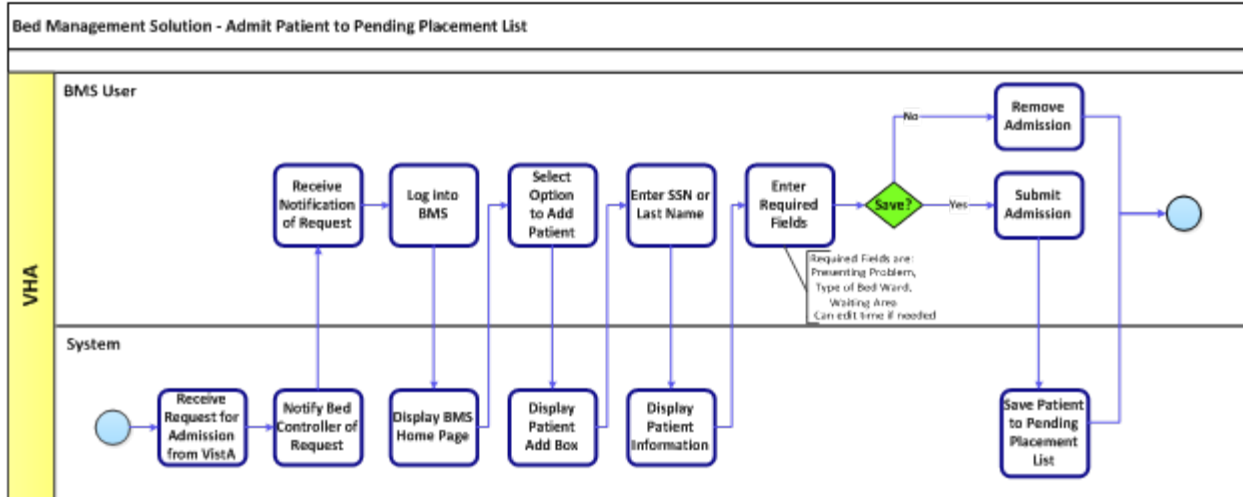 Bed Management Solution - Admit Patient to Pending Placement List
VHA
BMS User
Receive
Notification
of Request
Log into
BMS
Select
Option
to Add
Patient
Enter SSN or
Last Name
Enter
Required
Fields
Required Fields are:
Presenting Problem,
Type of Bed Ward,
Waiting Area
Can edit time if needed
Save?
No
Yes
Remove
Admission
Submit
Admission
System
Receive
Request for
Admission
from VistA
Notify Bed
Controller of
Request
Display BMS
Home Page
Display
Patient
Add Box
Display
Patient
Information
Save Patient
to Pending
Placement
List